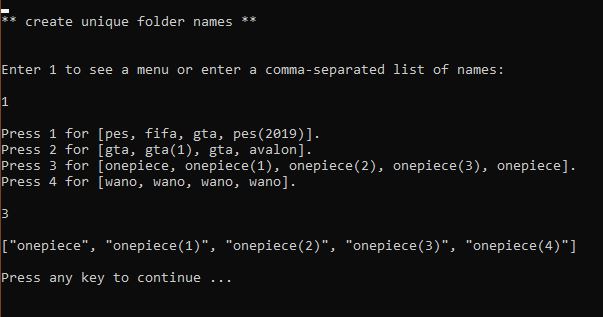 ** create unique folder names **
Enter 1 to see a menu or enter a comma-separated list of names:
1
Press 1 for [pes, fifa, gta, pes(2019)].
Press 2 for [gta, gta(1), gta, avalon].
Press 3 for [onepiece, onepiece(1), onepiece(2), onepiece(3), onepiece].
Press 4 for [wano, wano, wano, wano].
3
["onepiece", "onepiece(1)", "onepiece(2)", "onepiece(3)", "onepiece(4)"]
Press any key to continue ...